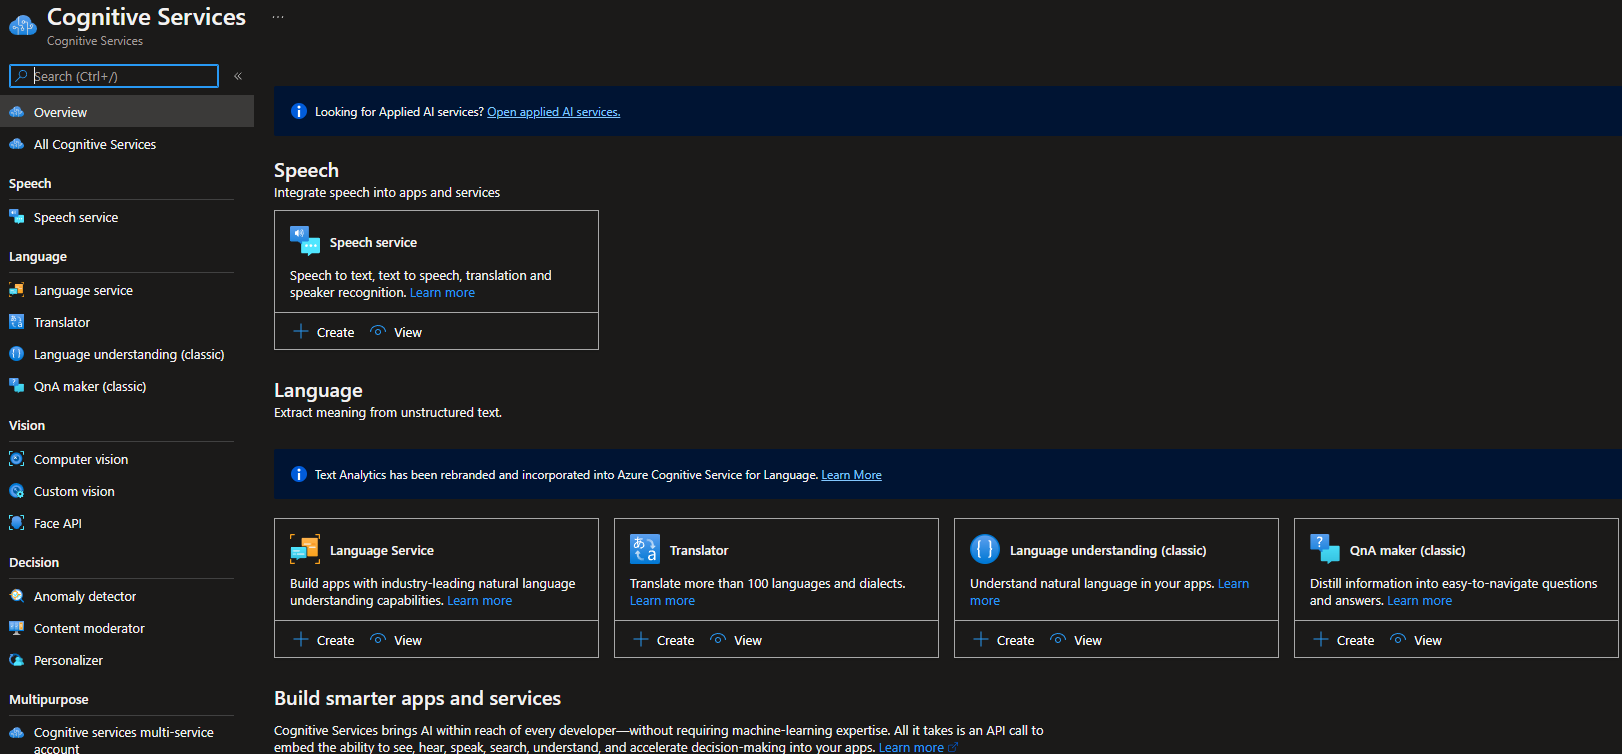 Cognitive Services
...
Cognitive Services
Search (Ctrl+/)
«
Overview
All Cognitive Services
Speech
Speech service
Language
Language service
Translator
Language understanding (classic)
QnA maker (classic)
Vision
Computer vision
Custom vision
Face API
Decision
Anomaly detector
Content moderator
Personalizer
Multipurpose
Cognitive services multi-service
account
Looking for Applied AI services? Open applied AI services.
Speech
Integrate speech into apps and services
Speech service
Speech to text, text to speech, translation and
speaker recognition. Learn more
Create View
Language
Extract meaning from unstructured text.
Text Analytics has been rebranded and incorporated into Azure Cognitive Service for Language. Learn More
Language Service
Build apps with industry-leading natural language
understanding capabilities. Learn more
Create View
Translator
Translate more than 100 languages and dialects.
Learn more
Create View
Language understanding (classic)
Understand natural language in your apps. Learn
more
Create View
QnA maker (classic)
Distill information into easy-to-navigate questions
and answers. Learn more
Create View
Build smarter apps and services
Cognitive Services brings AI within reach of every developer—without requiring machine-learning expertise. All it takes is an API call to
embed the ability to see, hear, speak, search, understand, and accelerate decision-making into your apps. Learn more